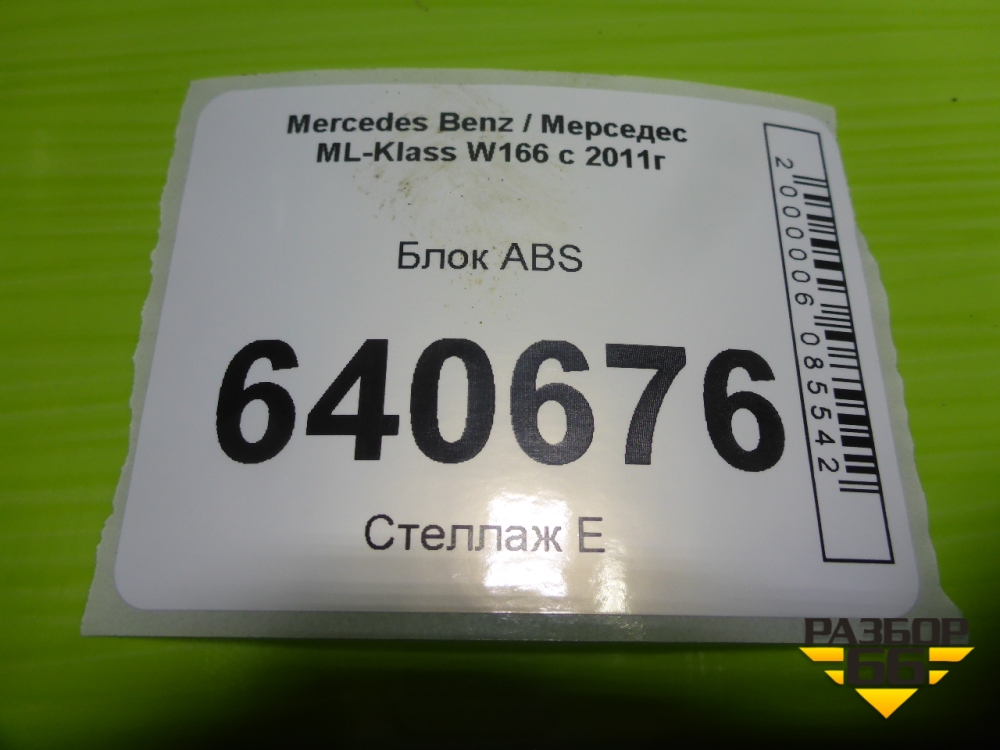 Mercedes Benz / Мерседес
ML-Klass W166 с 2011г
Блок ABS
640676
Стеллаж Е
2000006085542
РАЗБОР
66